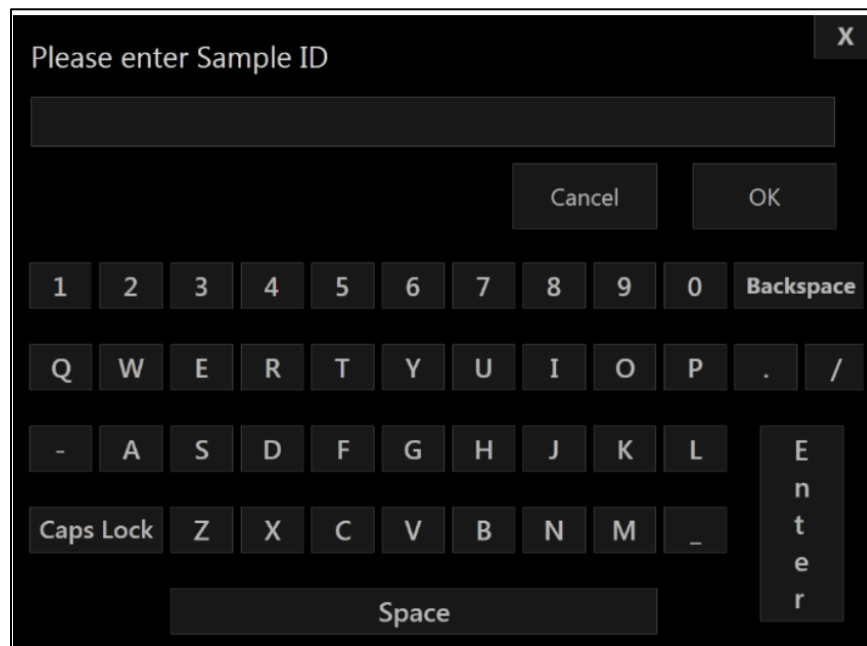 X
Please enter Sample ID
Cancel OK
1 2 3 4 5 6 7 8 9 0 Backspace
Q W E R T Y U I O P . /
- A S D F G H J K L
Enter
Caps Lock Z X C V B N M _
Space